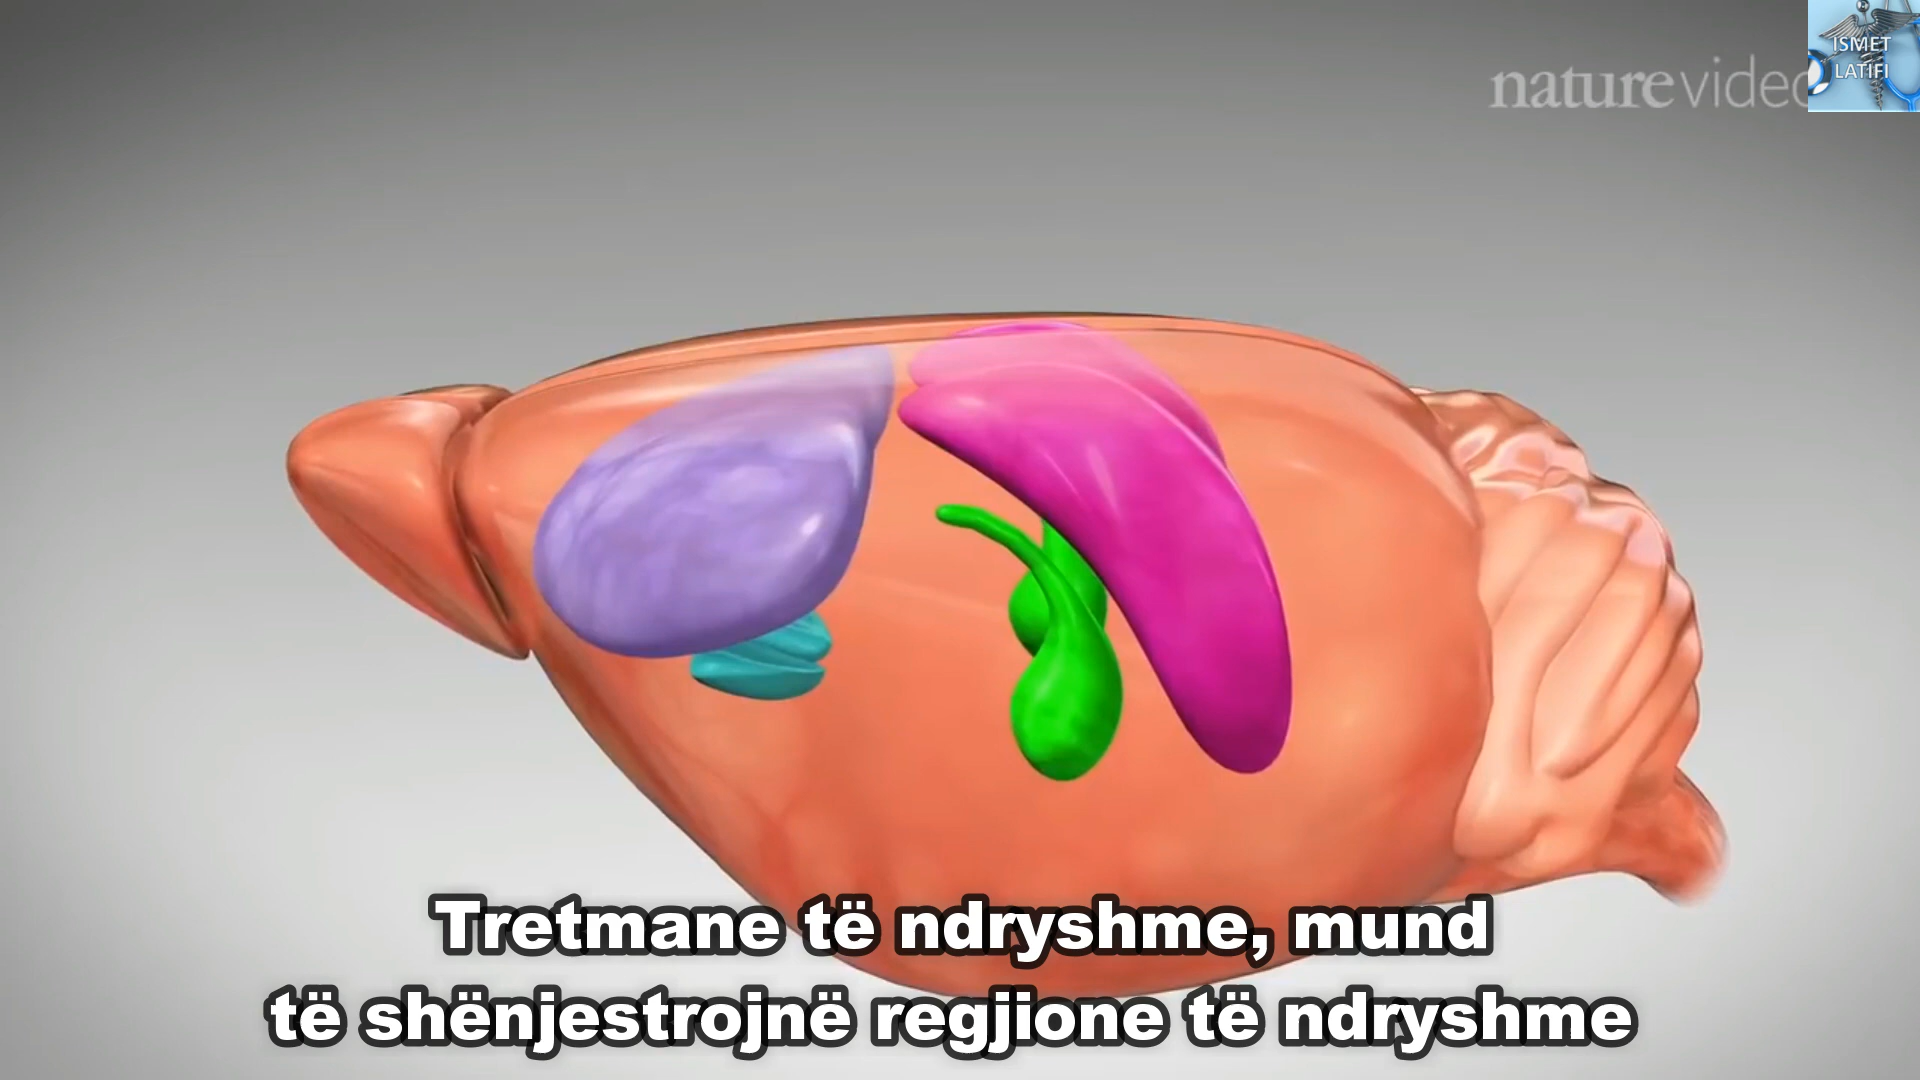 nature video
ISMET
LATIFI
Tretmane të ndryshme, mund
të shënjestrojnë regjione të ndryshme